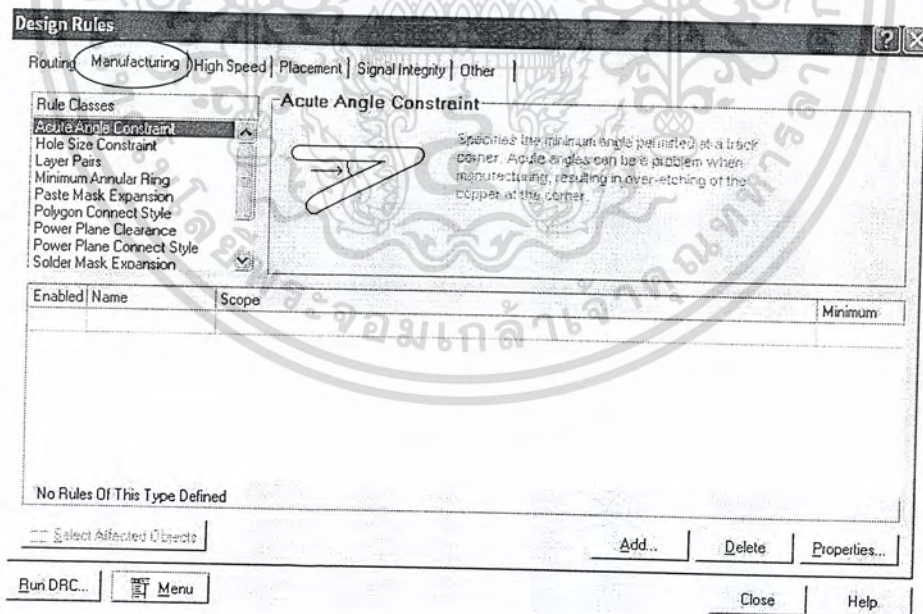 Design Rules
Routing Manufacturing High Speed Placement Signal Integrity Other
Rule Classes
Acute Angle Constraint
Hole Size Constraint
Layer Pairs
Minimum Annular Ring
Paste Mask Expansion
Polygon Connect Style
Power Plane Clearance
Power Plane Connect Style
Solder Mask Expansion
Acute Angle Constraint
Specifies the minimum angle permitted at a track
corner. Acute angles can be a problem when
manufacturing, resulting in over-etching of the
copper at the corner.
Enabled Name Scope Minimum
No Rules Of This Type Defined
Select Affected Objects
Add... Delete Properties...
Run DRC... Menu
Close Help